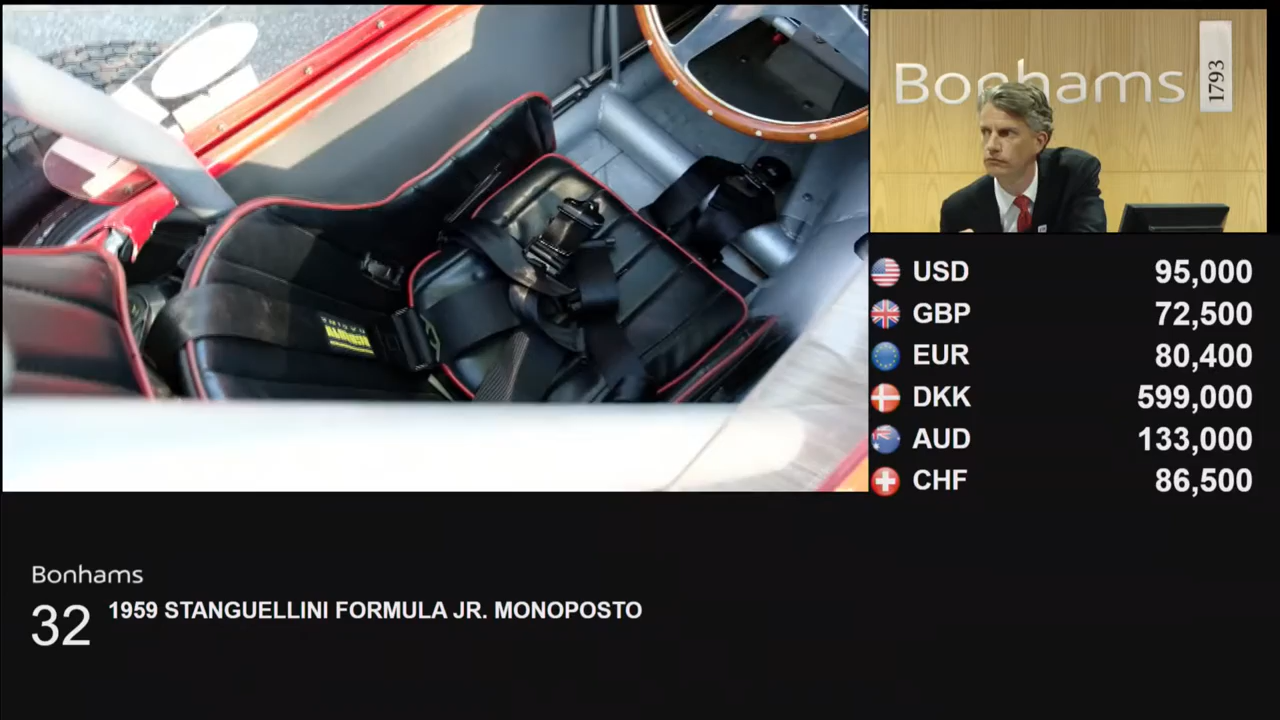 Bonhams
1793
USD 95,000
GBP 72,500
EUR 80,400
DKK 599,000
AUD 133,000
CHF 86,500
Bonhams
32 1959 STANGUELLINI FORMULA JR. MONOPOSTO